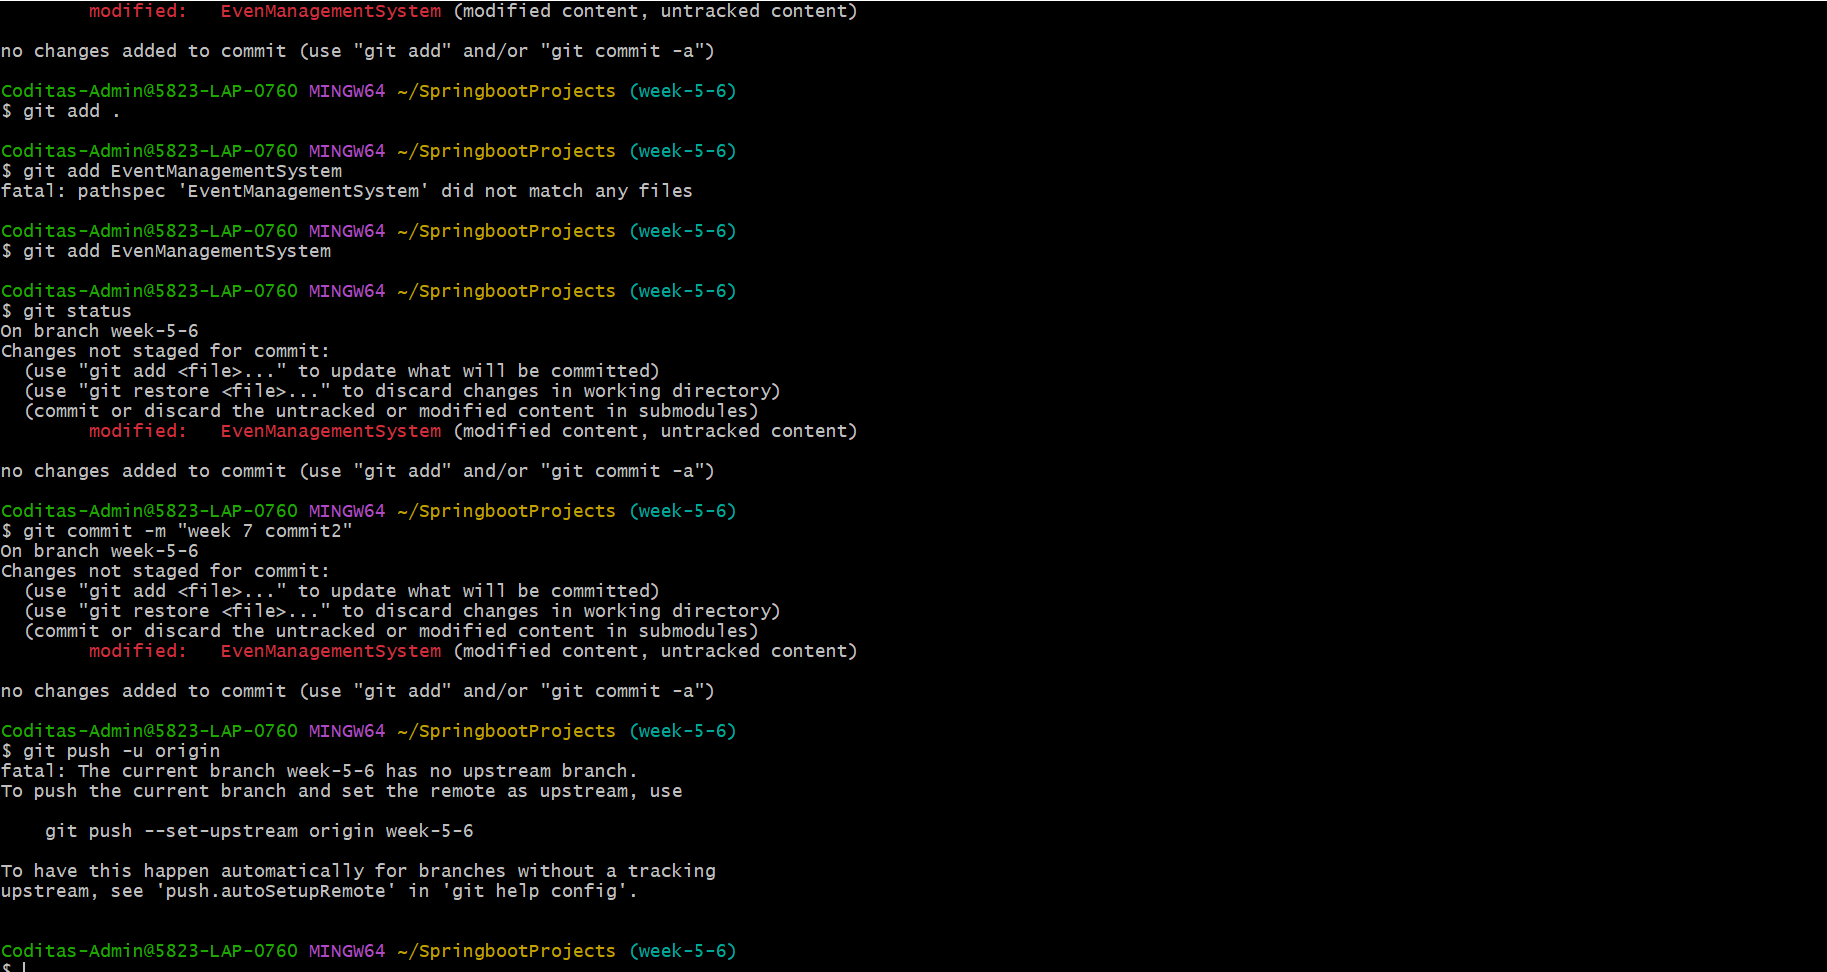 modified:   EvenManagementSystem (modified content, untracked content)

no changes added to commit (use "git add" and/or "git commit -a")

Coditas-Admin@5823-LAP-0760 MINGW64 ~/SpringbootProjects (week-5-6)
$ git add .

Coditas-Admin@5823-LAP-0760 MINGW64 ~/SpringbootProjects (week-5-6)
$ git add EventManagementSystem
fatal: pathspec 'EventManagementSystem' did not match any files

Coditas-Admin@5823-LAP-0760 MINGW64 ~/SpringbootProjects (week-5-6)
$ git add EvenManagementSystem

Coditas-Admin@5823-LAP-0760 MINGW64 ~/SpringbootProjects (week-5-6)
$ git status
On branch week-5-6
Changes not staged for commit:
  (use "git add <file>..." to update what will be committed)
  (use "git restore <file>..." to discard changes in working directory)
  (commit or discard the untracked or modified content in submodules)
        modified:   EvenManagementSystem (modified content, untracked content)

no changes added to commit (use "git add" and/or "git commit -a")

Coditas-Admin@5823-LAP-0760 MINGW64 ~/SpringbootProjects (week-5-6)
$ git commit -m "week 7 commit2"
On branch week-5-6
Changes not staged for commit:
  (use "git add <file>..." to update what will be committed)
  (use "git restore <file>..." to discard changes in working directory)
  (commit or discard the untracked or modified content in submodules)
        modified:   EvenManagementSystem (modified content, untracked content)

no changes added to commit (use "git add" and/or "git commit -a")

Coditas-Admin@5823-LAP-0760 MINGW64 ~/SpringbootProjects (week-5-6)
$ git push -u origin
fatal: The current branch week-5-6 has no upstream branch.
To push the current branch and set the remote as upstream, use

    git push --set-upstream origin week-5-6

To have this happen automatically for branches without a tracking
upstream, see 'push.autoSetupRemote' in 'git help config'.


Coditas-Admin@5823-LAP-0760 MINGW64 ~/SpringbootProjects (week-5-6)
$